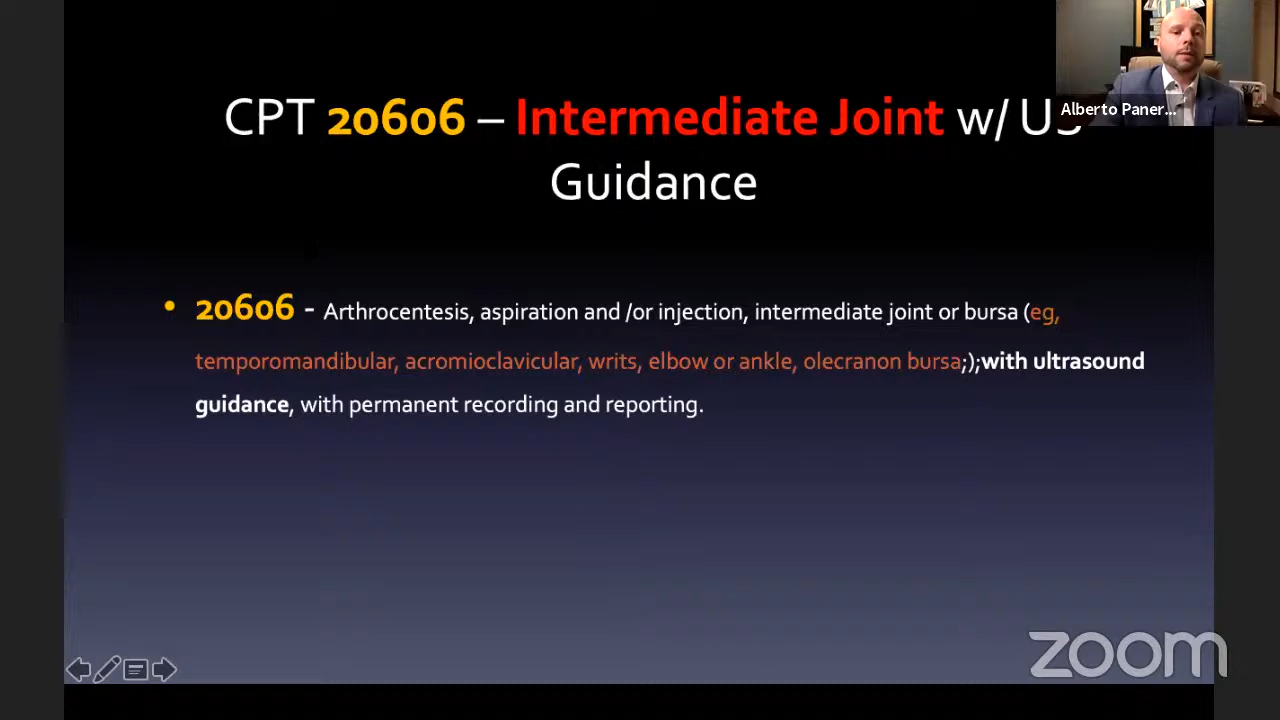 CPT 20606 – Intermediate Joint w/ US
Guidance
Alberto Paner...
• 20606 - Arthrocentesis, aspiration and /or injection, intermediate joint or bursa (eg,
temporomandibular, acromioclavicular, writs, elbow or ankle, olecranon bursa;);with ultrasound
guidance, with permanent recording and reporting.
zoom